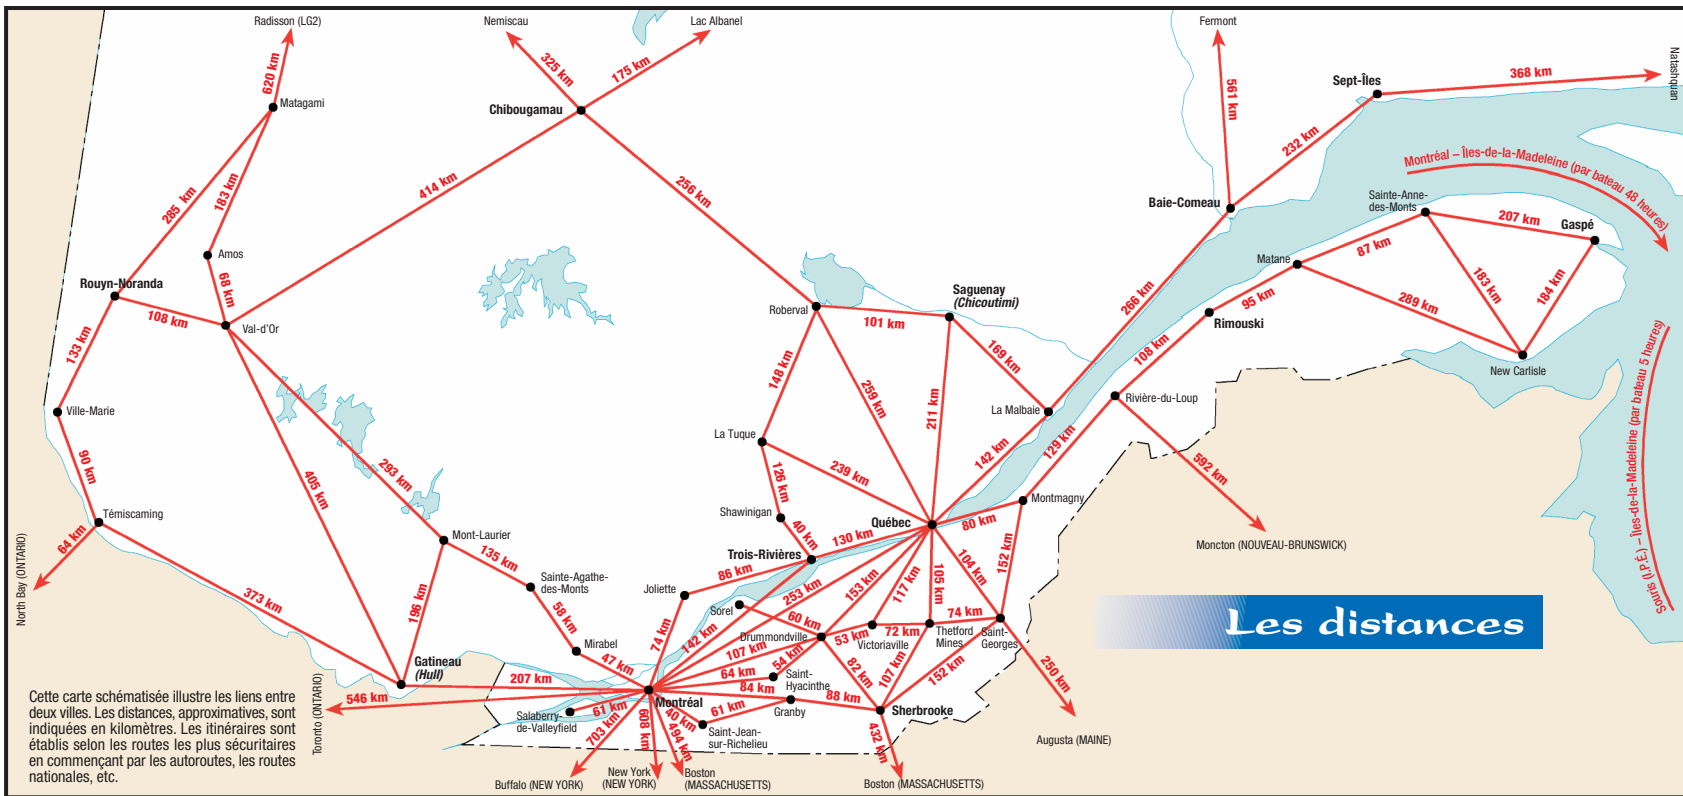 Radisson (LG2)
Nemiscau
Lac Albanel
Fermont
Natashquan
620 km
325 km
175 km
561 km
Sept-Îles
368 km
Matagami
Chibougamau
232 km
285 km
183 km
414 km
256 km
Montréal – Îles-de-la-Madeleine (par bateau 48 heures)
Baie-Comeau
Sainte-Anne-
des-Monts
207 km
Gaspé
Amos
87 km
Matane
Rouyn-Noranda
68 km
Saguenay
(Chicoutimi)
266 km
95 km
183 km
184 km
289 km
108 km
Val-d'Or
Roberval
101 km
Rimouski
133 km
148 km
259 km
169 km
108 km
New Carlisle
Souris (I.P.É.) – Îles-de-la-Madeleine (par bateau 5 heures)
Ville-Marie
211 km
La Malbaie
Rivière-du-Loup
La Tuque
142 km
129 km
90 km
405 km
293 km
126 km
239 km
592 km
Témiscaming
Shawinigan
Québec
Montmagny
80 km
64 km
Mont-Laurier
40 km
130 km
Moncton (NOUVEAU-BRUNSWICK)
North Bay (ONTARIO)
135 km
Trois-Rivières
104 km
152 km
373 km
196 km
Sainte-Agathe-
des-Monts
86 km
Joliette
253 km
153 km
117 km
105 km
58 km
Sorel
60 km
74 km
Les distances
Mirabel
74 km
142 km
Drummondville
53 km
72 km
Victoriaville
Thetford
Mines
Saint-
Georges
47 km
107 km
54 km
82 km
107 km
152 km
250 km
Gatineau
(Hull)
207 km
64 km
Saint-
Hyacinthe
84 km
88 km
546 km
Montréal
Granby
Sherbrooke
61 km
Salaberry-
de-Valleyfield
40 km
61 km
Saint-Jean-
sur-Richelieu
703 km
608 km
494 km
432 km
Augusta (MAINE)
Toronto (ONTARIO)
Buffalo (NEW YORK)
New York
(NEW YORK)
Boston
(MASSACHUSETTS)
Boston (MASSACHUSETTS)
Cette carte schématisée illustre les liens entre
deux villes. Les distances, approximatives, sont
indiquées en kilomètres. Les itinéraires sont
établis selon les routes les plus sécuritaires
en commençant par les autoroutes, les routes
nationales, etc.